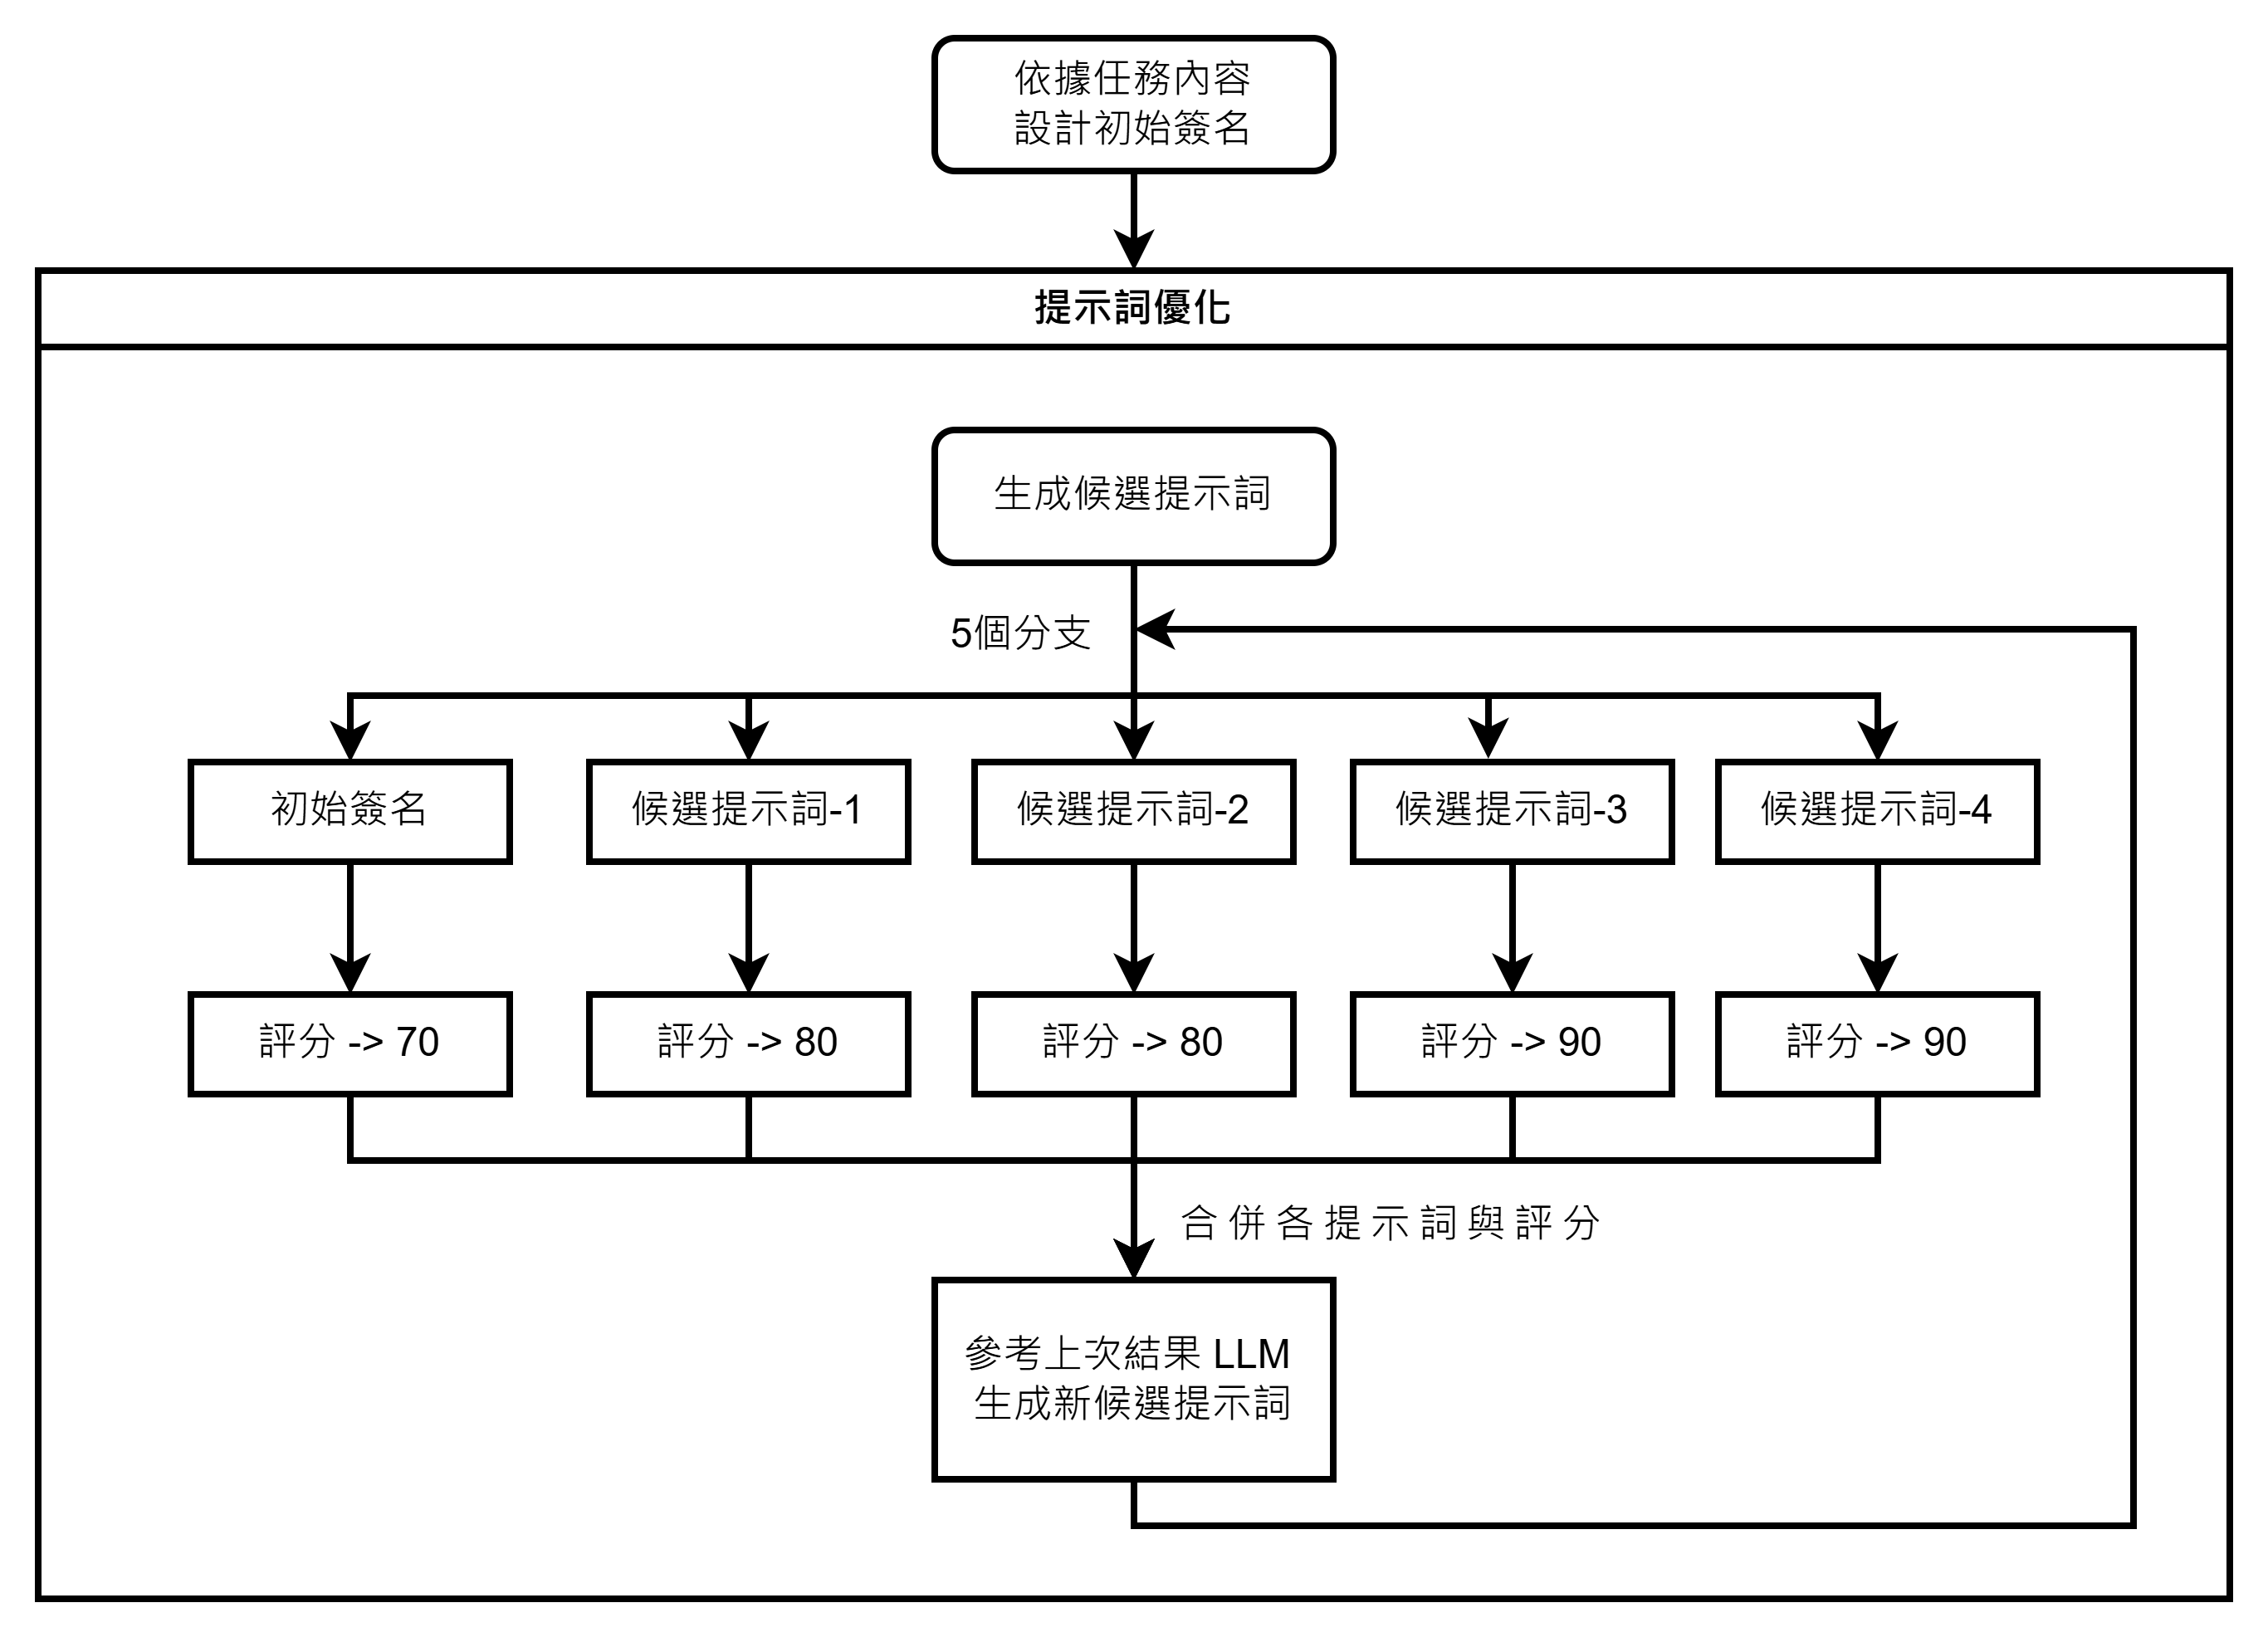 依據任務內容
設計初始簽名
提示詞優化
生成候選提示詞
5個分支
初始簽名
候選提示詞-1
候選提示詞-2
候選提示詞-3
候選提示詞-4
評分 -> 70
評分 -> 80
評分 -> 80
評分 -> 90
評分 -> 90
合併各提示詞與評分
參考上次結果 LLM
生成新候選提示詞